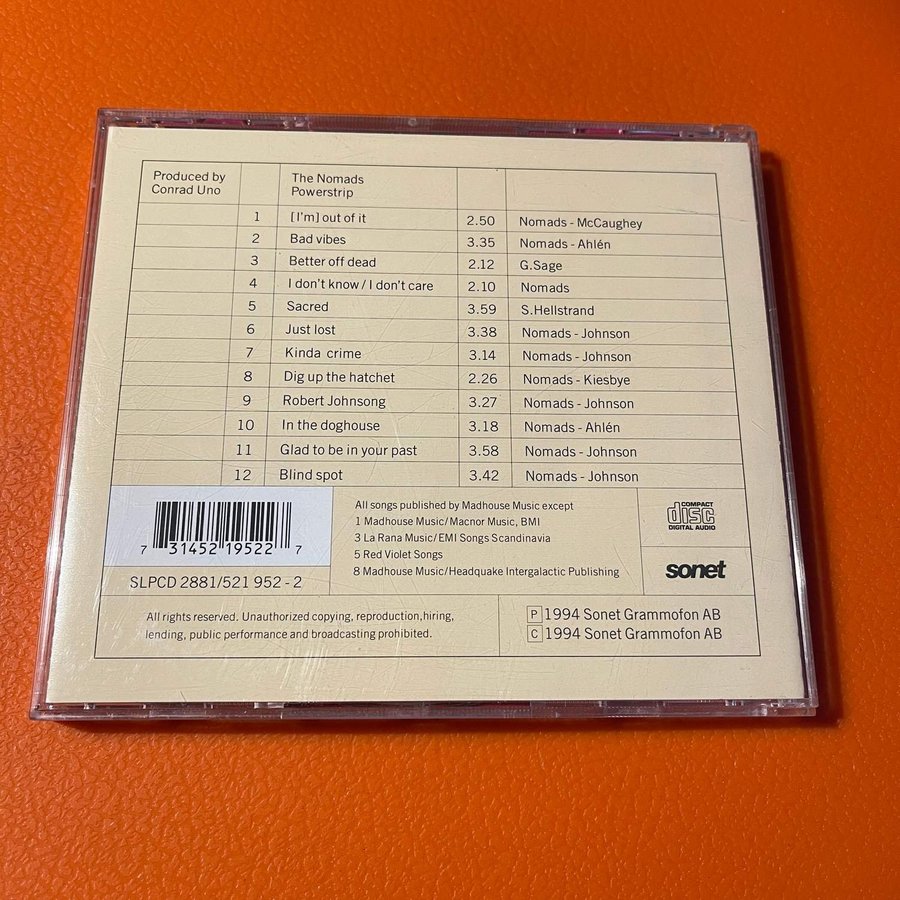 Produced by
Conrad Uno
The Nomads
Powerstrip
1 [I'm] out of it 2.50 Nomads - McCaughey
2 Bad vibes 3.35 Nomads - Ahlén
3 Better off dead 2.12 G.Sage
4 I don't know / I don't care 2.10 Nomads
5 Sacred 3.59 S.Hellstrand
6 Just lost 3.38 Nomads - Johnson
7 Kinda crime 3.14 Nomads - Johnson
8 Dig up the hatchet 2.26 Nomads - Kiesbye
9 Robert Johnsong 3.27 Nomads - Johnson
10 In the doghouse 3.18 Nomads - Ahlén
11 Glad to be in your past 3.58 Nomads - Johnson
12 Blind spot 3.42 Nomads - Johnson
7 31452 19522 7
SLPCD 2881/521 952 - 2
All songs published by Madhouse Music except
1 Madhouse Music/Macnor Music, BMI
3 La Rana Music/EMI Songs Scandinavia
5 Red Violet Songs
8 Madhouse Music/Headquake Intergalactic Publishing
COMPACT
disc
DIGITAL AUDIO
sonet
All rights reserved. Unauthorized copying, reproduction,hiring,
lending, public performance and broadcasting prohibited.
P 1994 Sonet Grammofon AB
C 1994 Sonet Grammofon AB